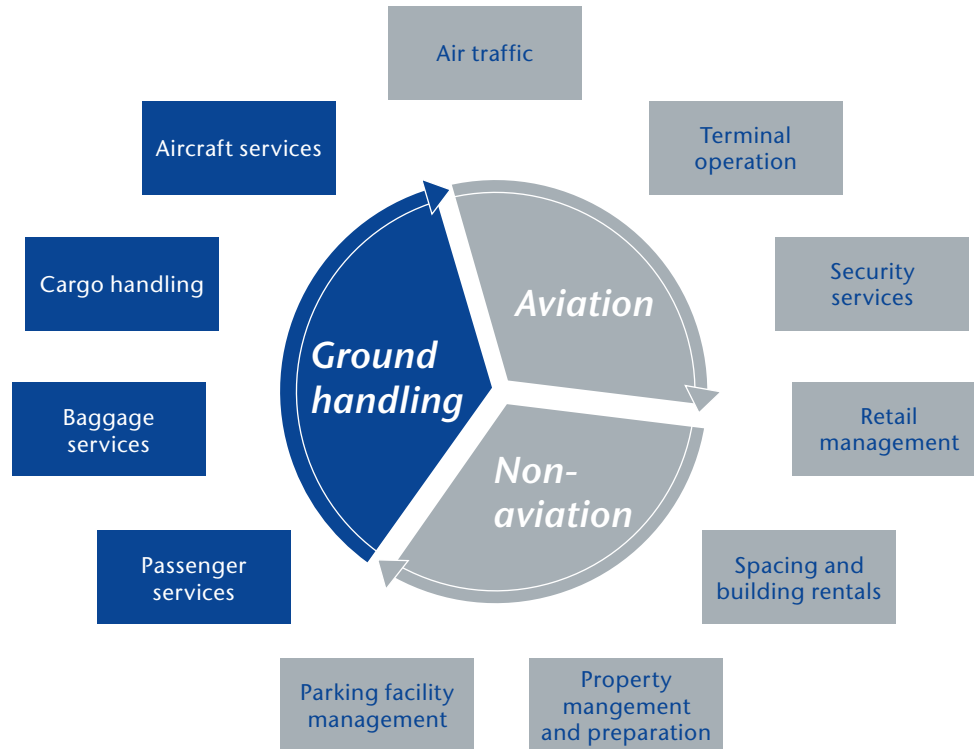 Air traffic
Aircraft services
Terminal
operation
Cargo handling
Security
services
Aviation
Ground
handling
Baggage
services
Retail
management
Non-
aviation
Passenger
services
Spacing and
building rentals
Parking facility
management
Property
mangement
and preparation